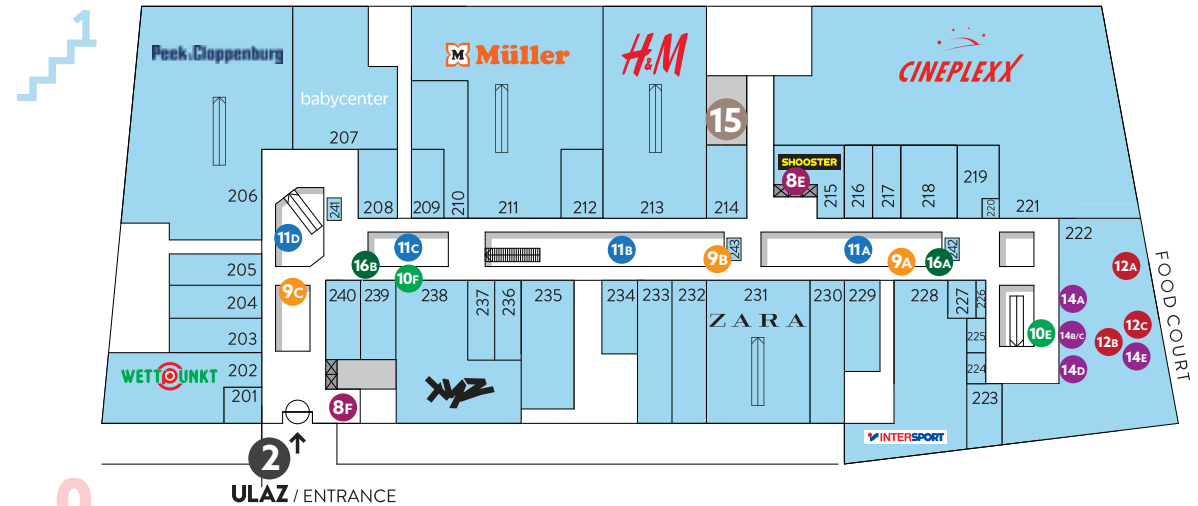 1
Peek&Cloppenburg
M Müller
H&M
CINEPLEXX
babycenter
207
15
SHOOSTER
8E
206
241
208
209
210
211
212
213
214
215
216
217
218
219
220
221
222
11D
11C
11B
243
11A
242
16B
10F
9B
9A
16A
12A
FOOD COURT
205
204
203
9C
240
239
238
237
236
235
234
233
232
231
ZARA
230
229
228
227
226
225
224
223
10E
14A
14B/C
14D
12B
12C
14E
WETTPUNKT
202
201
XYZ
8F
INTERSPORT
2
ULAZ / ENTRANCE
0